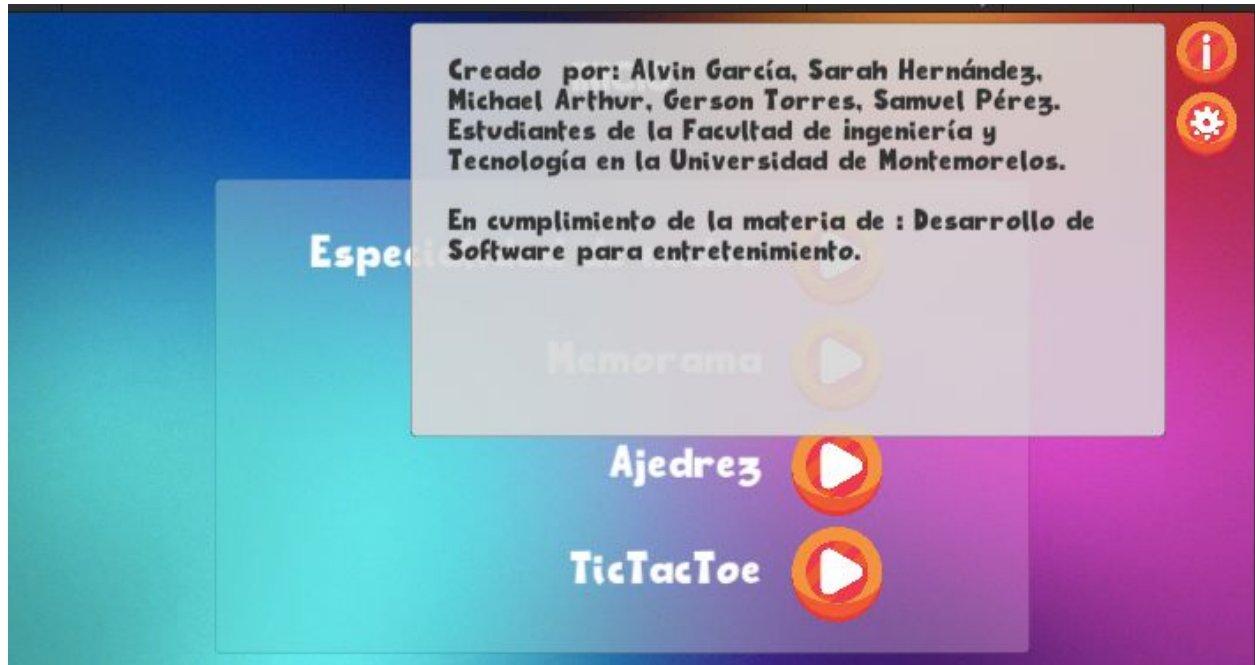 Creado por: Alvin García, Sarah Hernández,
Michael Arthur, Gerson Torres, Samuel Pérez.
Estudiantes de la Facultad de ingeniería y
Tecnología en la Universidad de Montemorelos.
En cumplimiento de la materia de : Desarrollo de
Software para entretenimiento.
Memorama
Ajedrez
TicTacToe